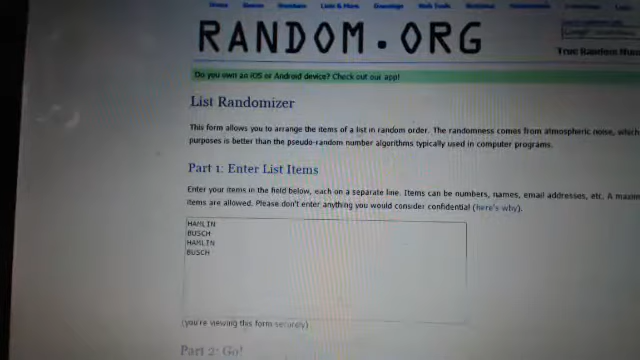 RANDOM.ORG
True Random Num
Do you own an iOS or Android device? Check out our app!
List Randomizer
This form allows you to arrange the items of a list in random order. The randomness comes from atmospheric noise, which
purposes is better than the pseudo-random number algorithms typically used in computer programs.
Part 1: Enter List Items
Enter your items in the field below, each on a separate line. Items can be numbers, names, email addresses, etc. A maxim
items are allowed. Please don't enter anything you would consider confidential (here's why).
HAMLIN
BUSCH
HAMLIN
BUSCH
(you're viewing this form securely)
Part 2: Go!